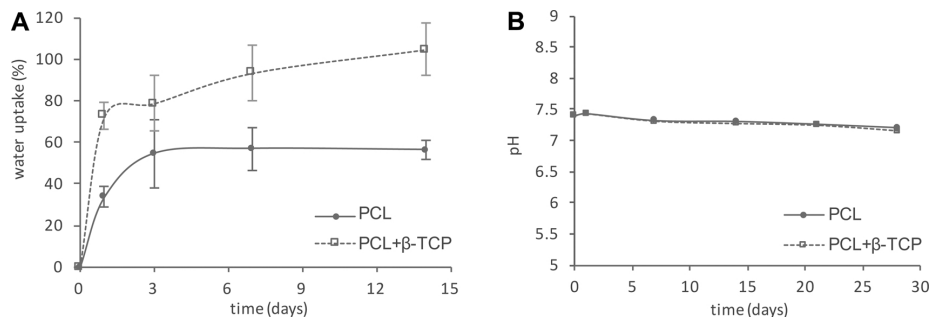 A
water uptake (%)
120
100
80
60
40
20
0
0 3 6 9 12 15
time (days)
PCL
PCL+β-TCP
B
pH
9
8.5
8
7.5
7
6.5
6
5.5
5
0 5 10 15 20 25 30
time (days)
PCL
PCL+β-TCP